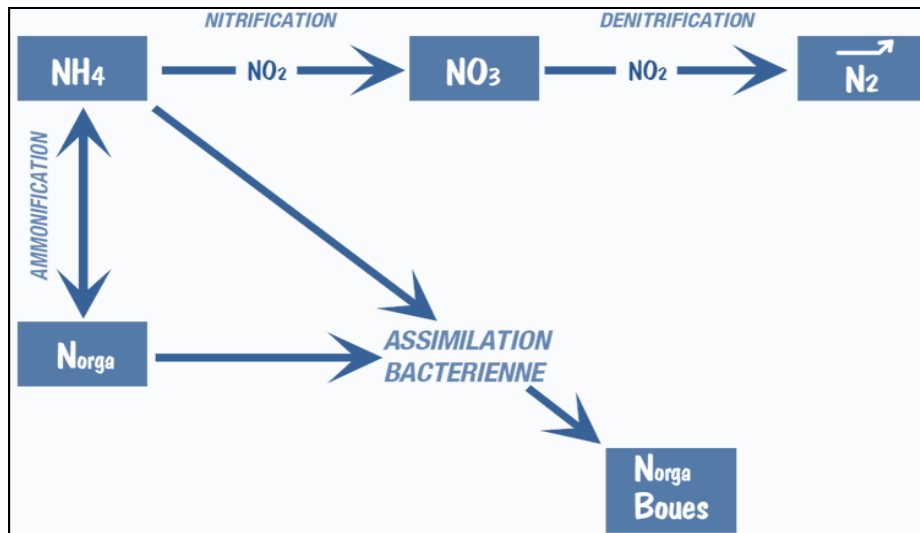 NITRIFICATION
DENITRIFICATION
NH4
NO2
NO3
NO2
N2
AMMONIFICATION
Norga
ASSIMILATION
BACTERIENNE
Norga
Boues